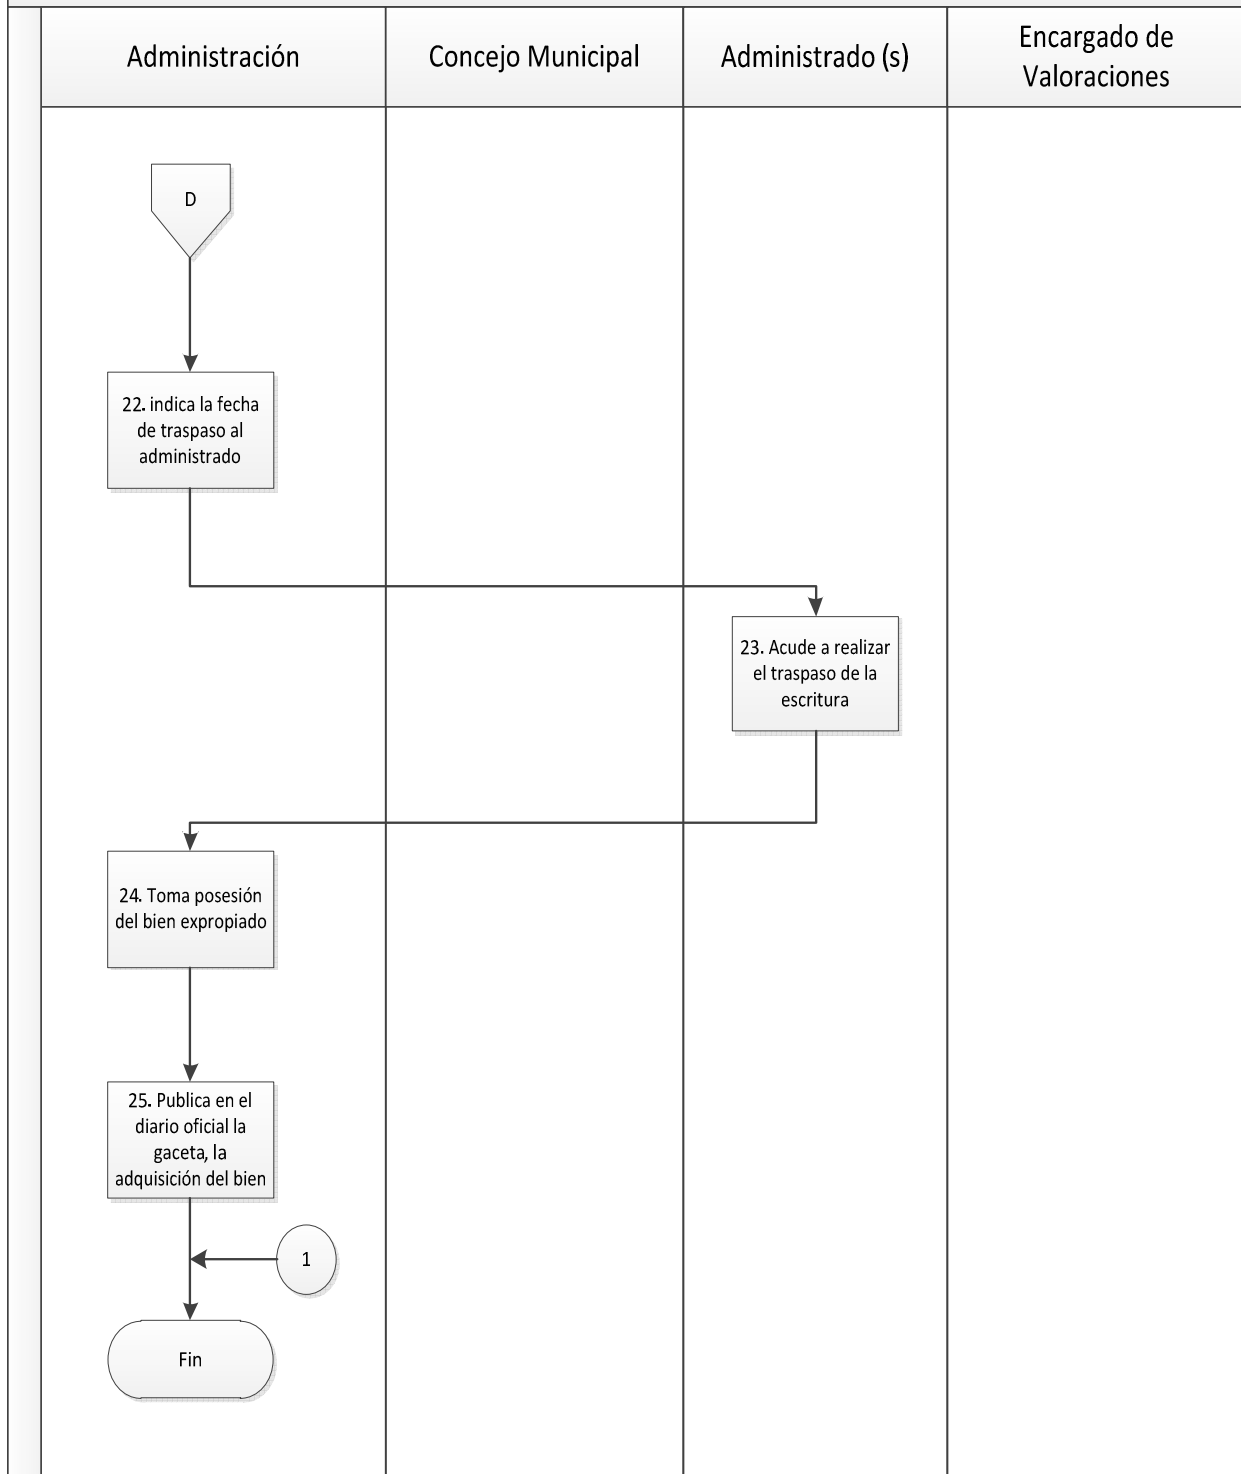 Administración
Concejo Municipal
Administrado (s)
Encargado de
Valoraciones
D
22. indica la fecha
de traspaso al
administrado
23. Acude a realizar
el traspaso de la
escritura
24. Toma posesión
del bien expropiado
25. Publica en el
diario oficial la
gaceta, la
adquisición del bien
1
Fin